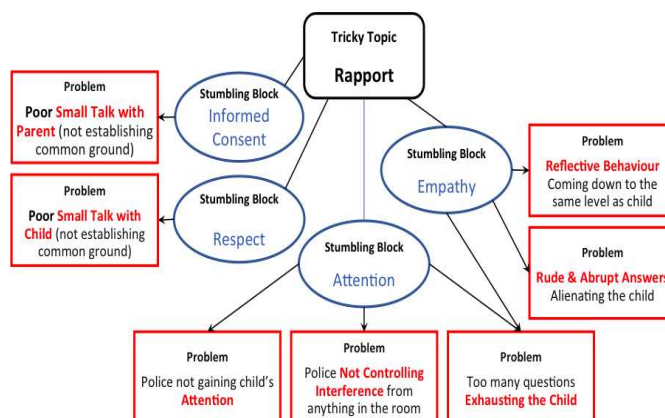 Tricky Topic
Rapport
Stumbling Block
Informed
Consent
Problem
Poor Small Talk with
Parent (not establishing
common ground)
Stumbling Block
Respect
Problem
Poor Small Talk with
Child (not establishing
common ground)
Stumbling Block
Empathy
Problem
Reflective Behaviour
Coming down to the
same level as child
Problem
Rude & Abrupt Answers
Alienating the child
Stumbling Block
Attention
Problem
Police not gaining child's
Attention
Problem
Police Not Controlling
Interference from
anything in the room
Problem
Too many questions
Exhausting the Child